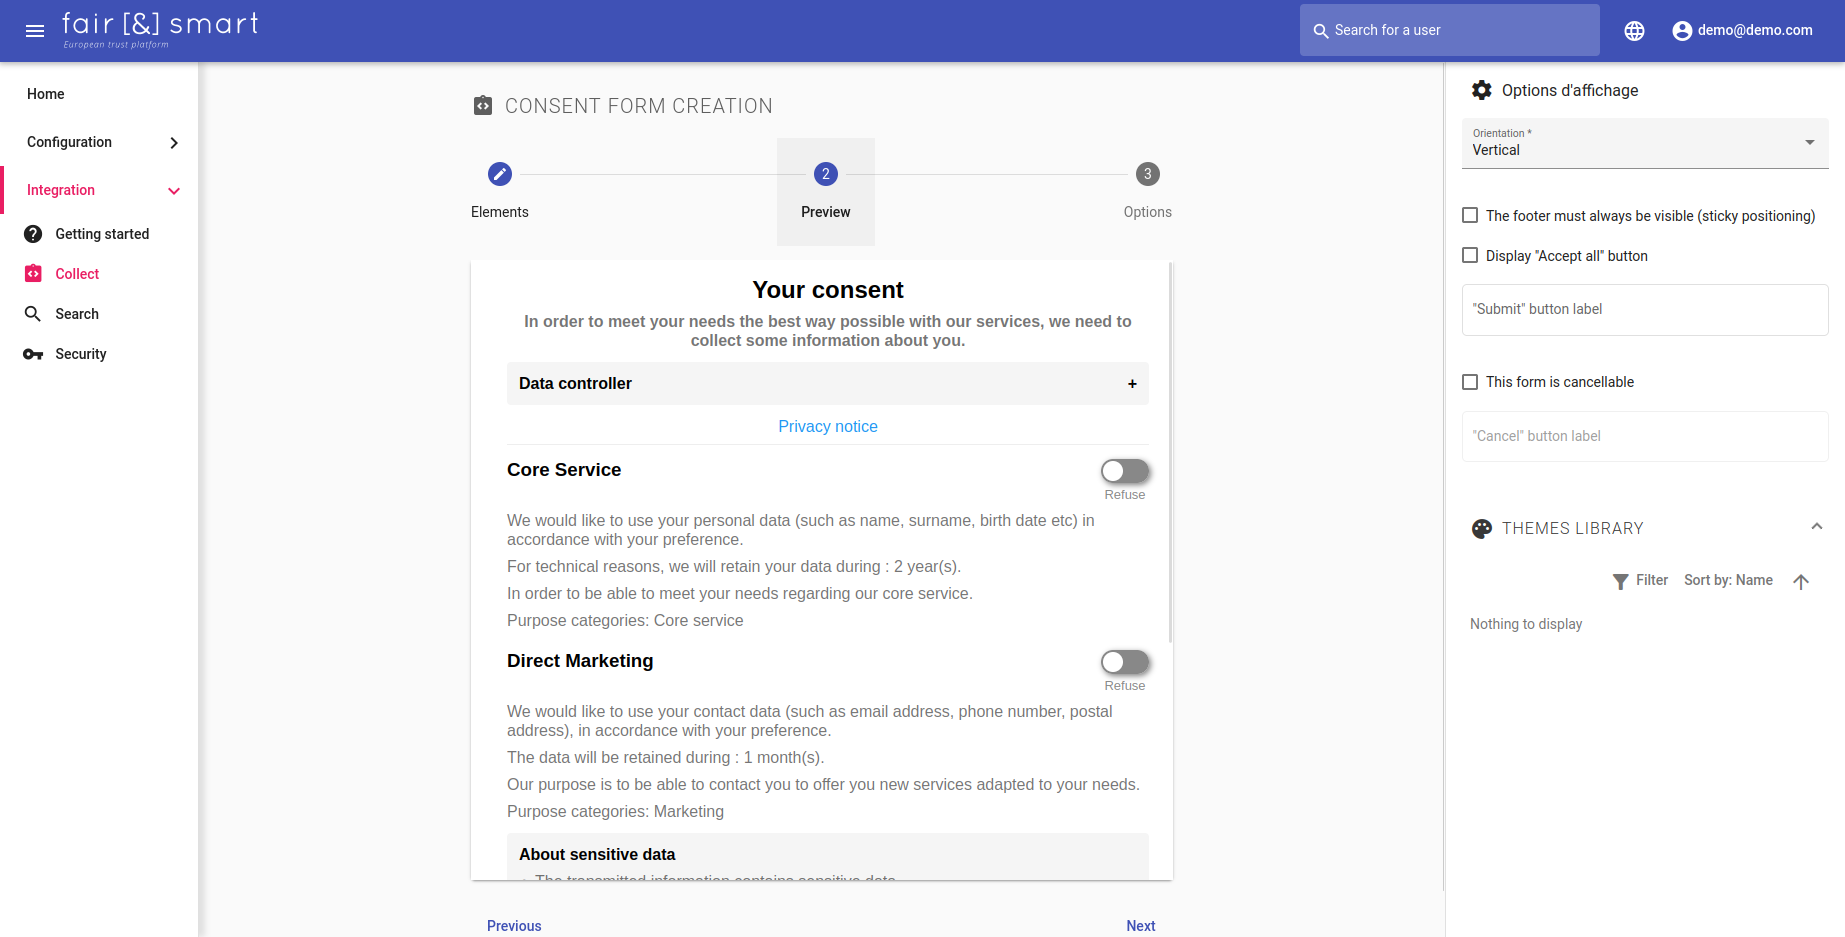 fair [&] smart
European trust platform
Search for a user
demo@demo.com
Home
Configuration
Integration
Getting started
Collect
Search
Security
CONSENT FORM CREATION
2
3
Elements
Preview
Options
Your consent
In order to meet your needs the best way possible with our services, we need to
collect some information about you.
Data controller +
Privacy notice
Core Service
Refuse
We would like to use your personal data (such as name, surname, birth date etc) in
accordance with your preference.
For technical reasons, we will retain your data during : 2 year(s).
In order to be able to meet your needs regarding our core service.
Purpose categories: Core service
Direct Marketing
Refuse
We would like to use your contact data (such as email address, phone number, postal
address), in accordance with your preference.
The data will be retained during : 1 month(s).
Our purpose is to be able to contact you to offer you new services adapted to your needs.
Purpose categories: Marketing
About sensitive data
The transmitted information contains sensitive data
Previous
Next
Options d'affichage
Orientation *
Vertical
The footer must always be visible (sticky positioning)
Display "Accept all" button
"Submit" button label
This form is cancellable
"Cancel" button label
THEMES LIBRARY
Filter
Sort by: Name
Nothing to display